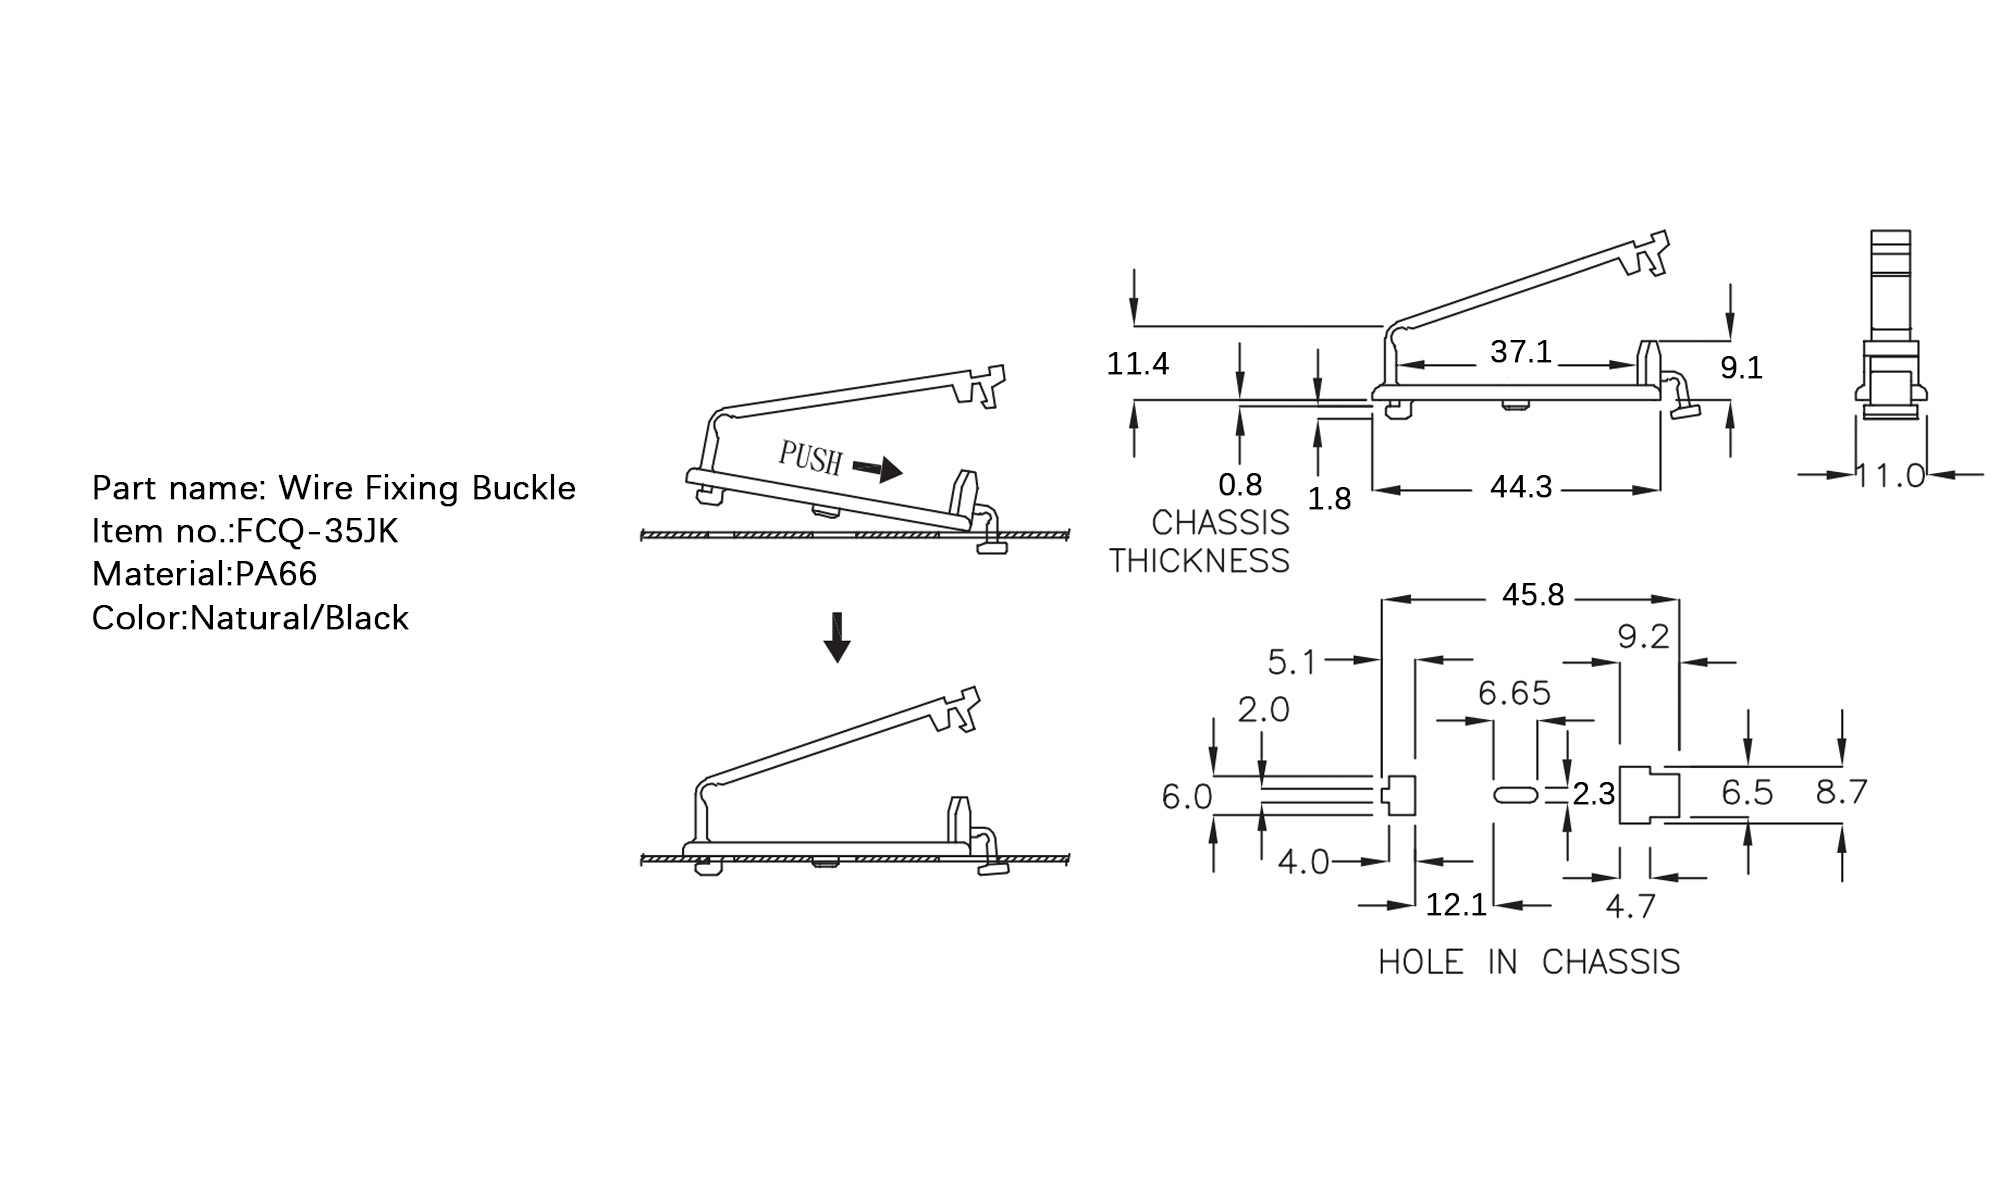 Part name: Wire Fixing Buckle
Item no.:FCQ-35JK
Material:PA66
Color:Natural/Black
PUSH
11.4
37.1
9.1
0.8
1.8
44.3
11.0
CHASSIS
THICKNESS
45.8
9.2
5.1
6.65
2.0
6.0
2.3
6.5
8.7
4.0
12.1
4.7
HOLE IN CHASSIS